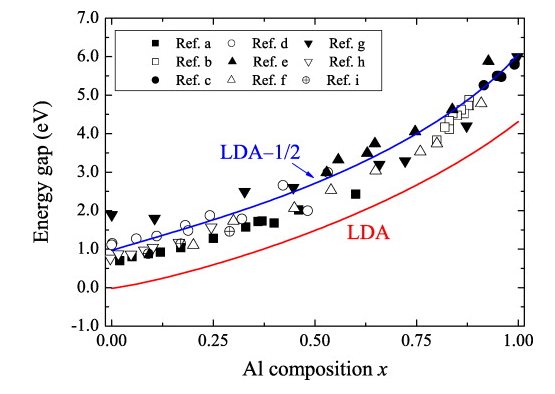 7.0
6.0
5.0
4.0
3.0
2.0
1.0
0.0
-1.0
Energy gap (eV)
Ref. a Ref. d Ref. g
Ref. b Ref. e Ref. h
Ref. c Ref. f Ref. i
LDA−1/2
LDA
0.00 0.25 0.50 0.75 1.00
Al composition x